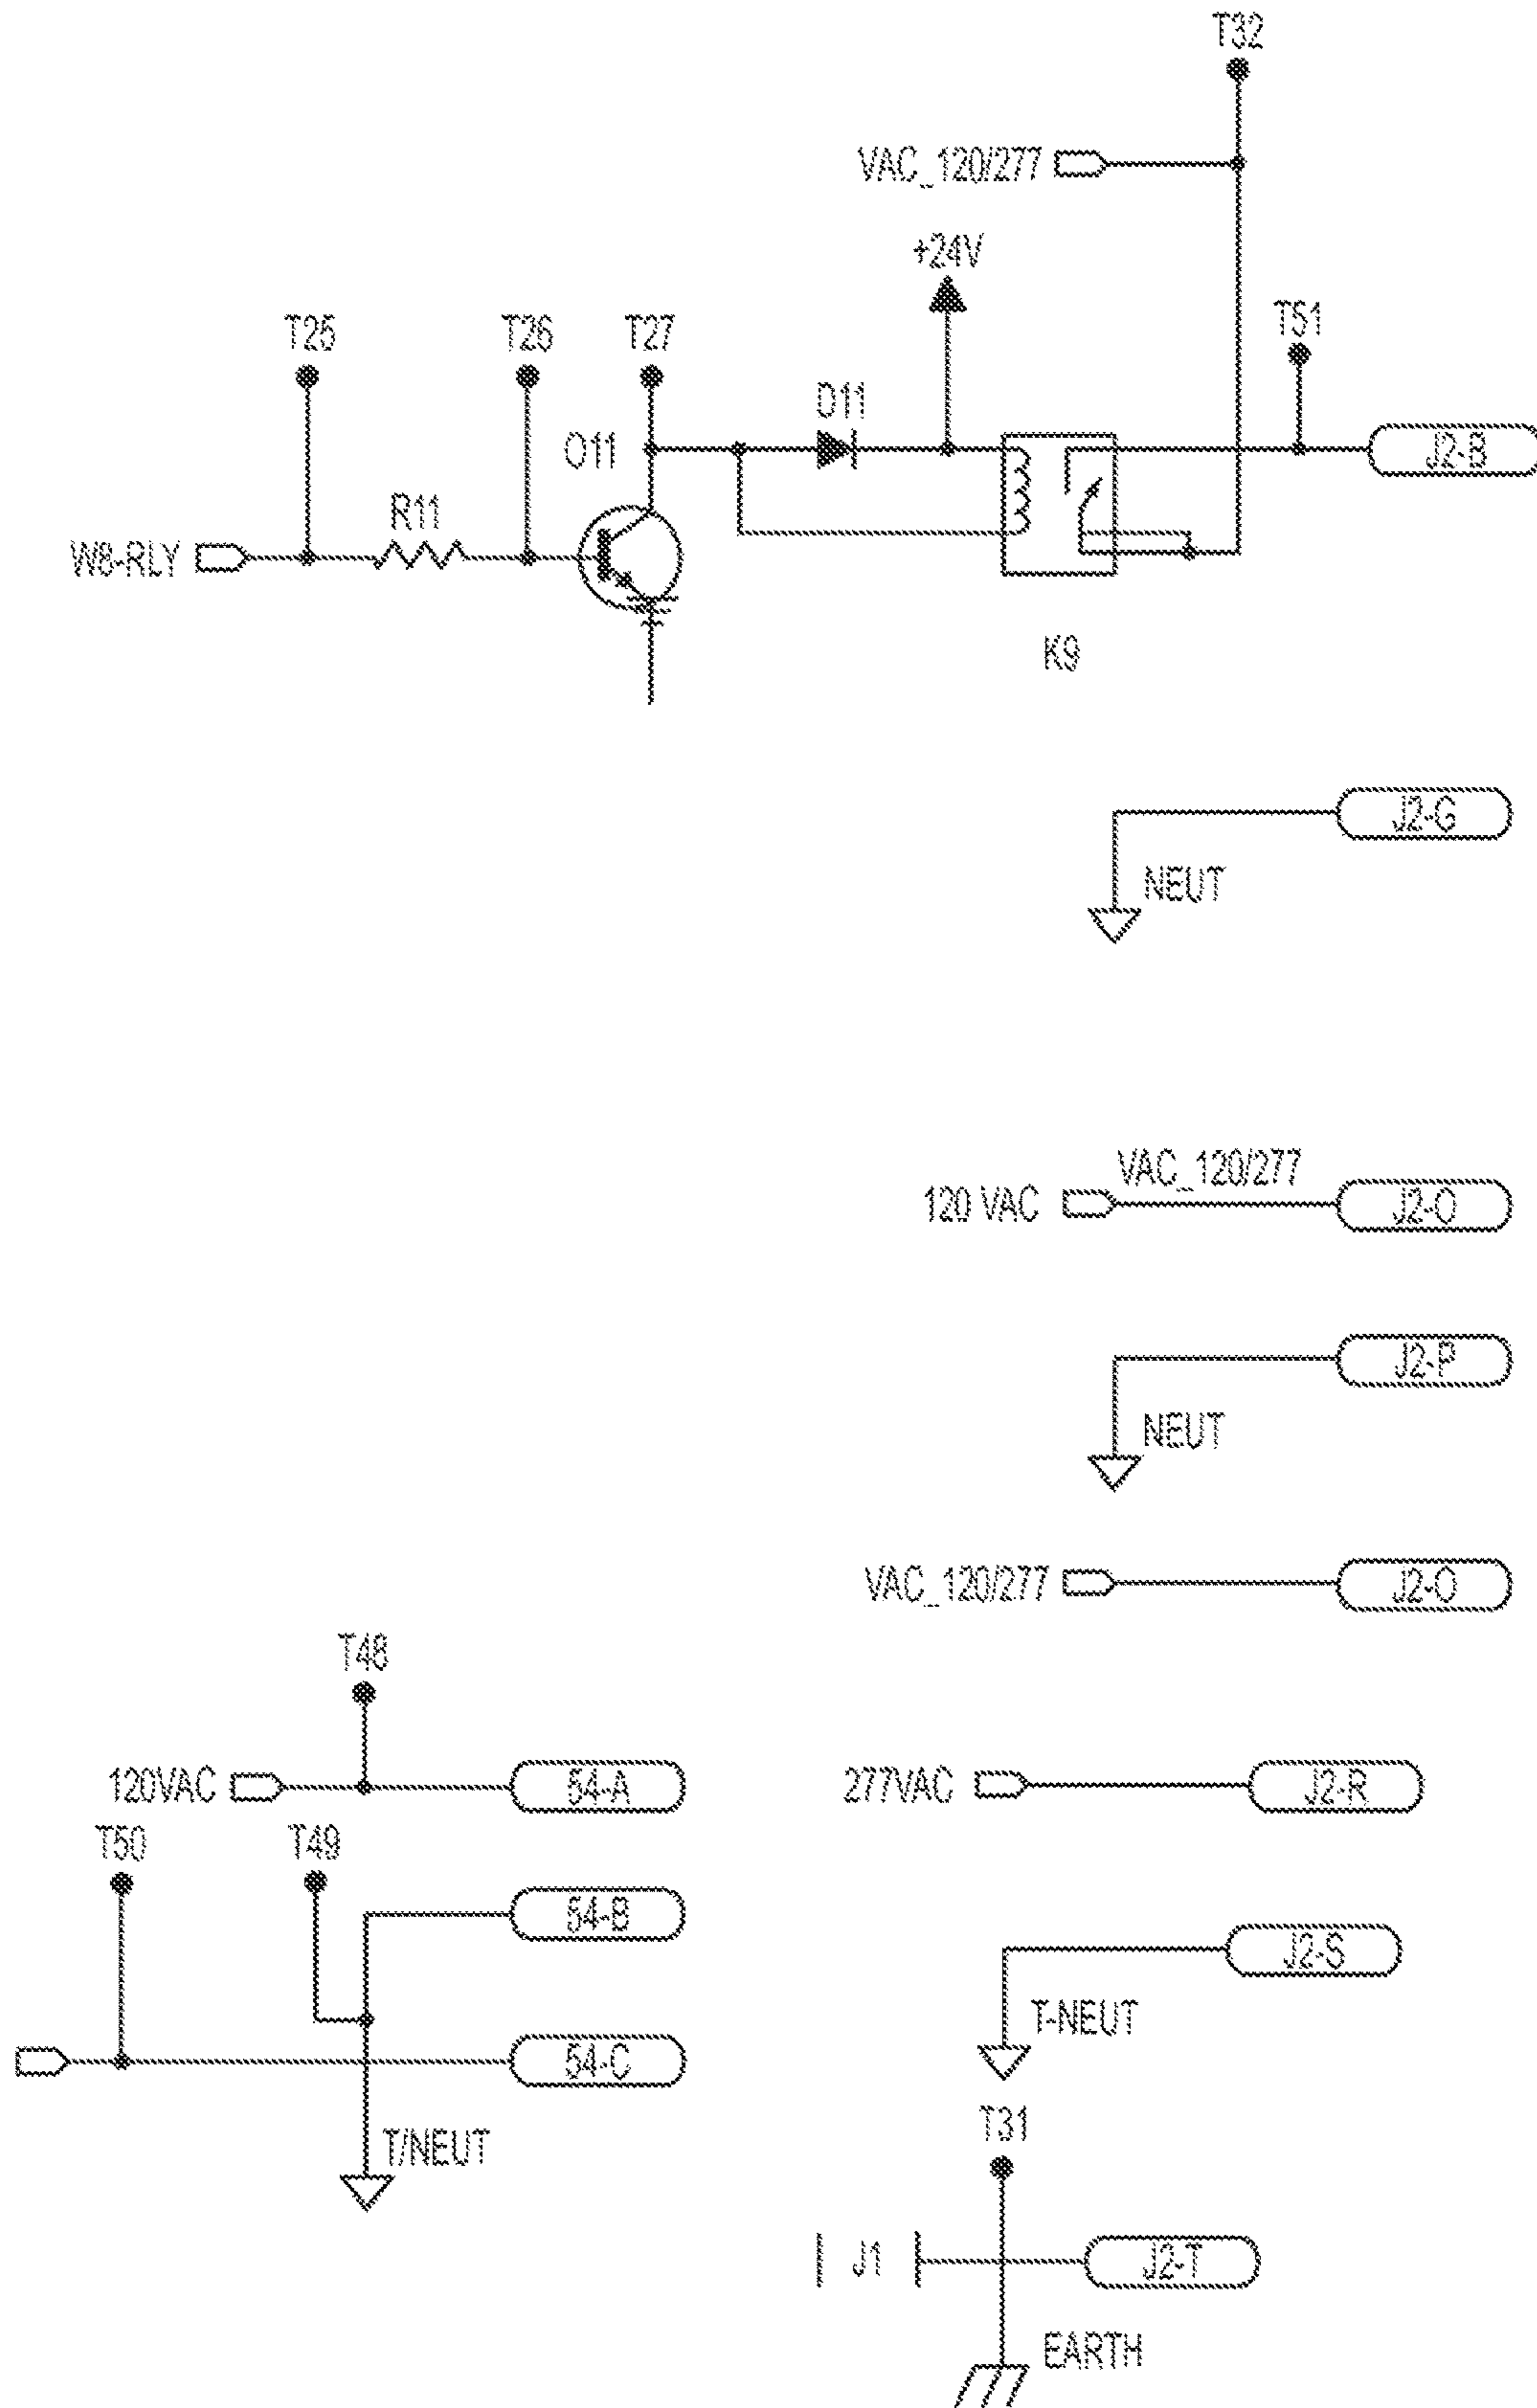 T32
VAC_120/277
+24V
T25
T26
T27
T51
D11
Q11
J2-B
R11
W8-RLY
K9
J2-G
NEUT
VAC_120/277
120 VAC
J2-O
J2-P
NEUT
VAC_120/277
J2-O
T48
120VAC
54-A
277VAC
J2-R
T50
T49
54-B
J2-S
T-NEUT
54-C
T31
T/NEUT
J1
J2-T
EARTH